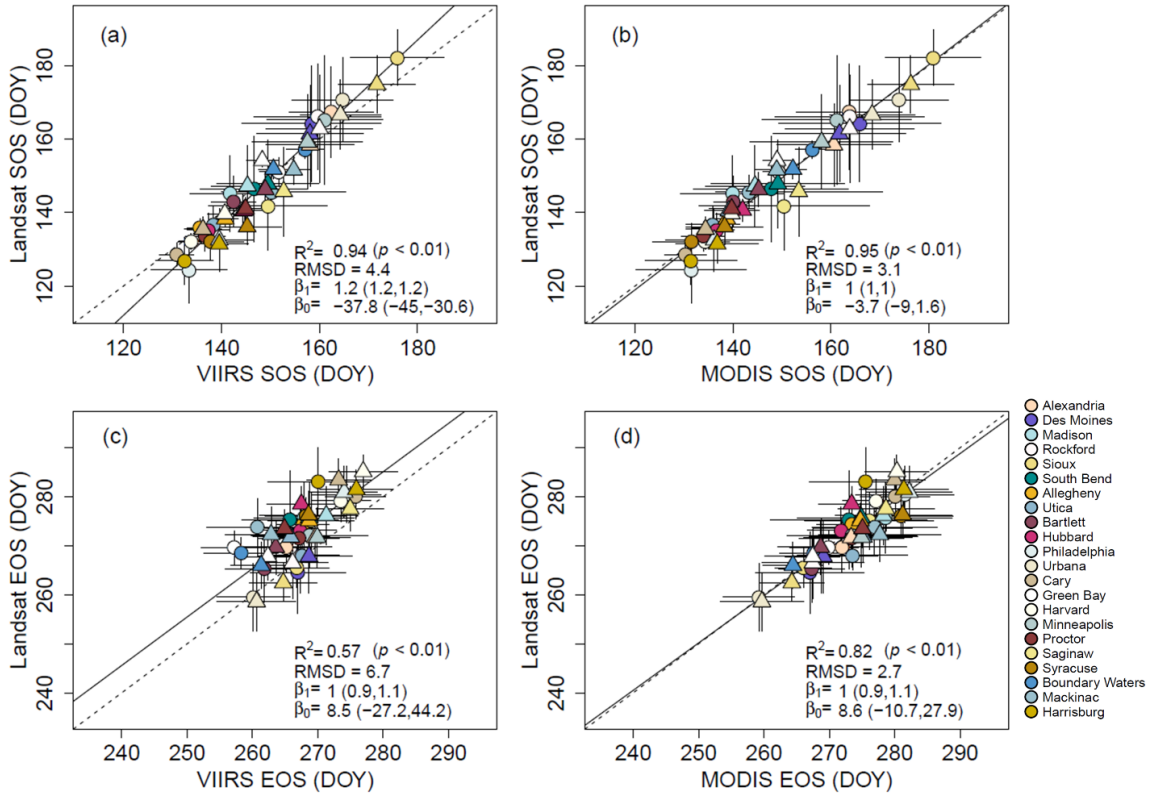 (a)
Landsat SOS (DOY)
180
160
140
120
R²= 0.94 (p < 0.01)
RMSD = 4.4
β₁= 1.2 (1.2,1.2)
β₀= −37.8 (−45,−30.6)
120 140 160 180
VIIRS SOS (DOY)
(b)
Landsat SOS (DOY)
180
160
140
120
R²= 0.95 (p < 0.01)
RMSD = 3.1
β₁= 1 (1,1)
β₀= −3.7 (−9,1.6)
120 140 160 180
MODIS SOS (DOY)
(c)
Landsat EOS (DOY)
280
260
240
R²= 0.57 (p < 0.01)
RMSD = 6.7
β₁= 1 (0.9,1.1)
β₀= 8.5 (−27.2,44.2)
240 250 260 270 280 290
VIIRS EOS (DOY)
(d)
Landsat EOS (DOY)
280
260
240
R²= 0.82 (p < 0.01)
RMSD = 2.7
β₁= 1 (0.9,1.1)
β₀= 8.6 (−10.7,27.9)
240 250 260 270 280 290
MODIS EOS (DOY)
Alexandria
Des Moines
Madison
Rockford
Sioux
South Bend
Allegheny
Utica
Bartlett
Hubbard
Philadelphia
Urbana
Cary
Green Bay
Harvard
Minneapolis
Proctor
Saginaw
Syracuse
Boundary Waters
Mackinac
Harrisburg